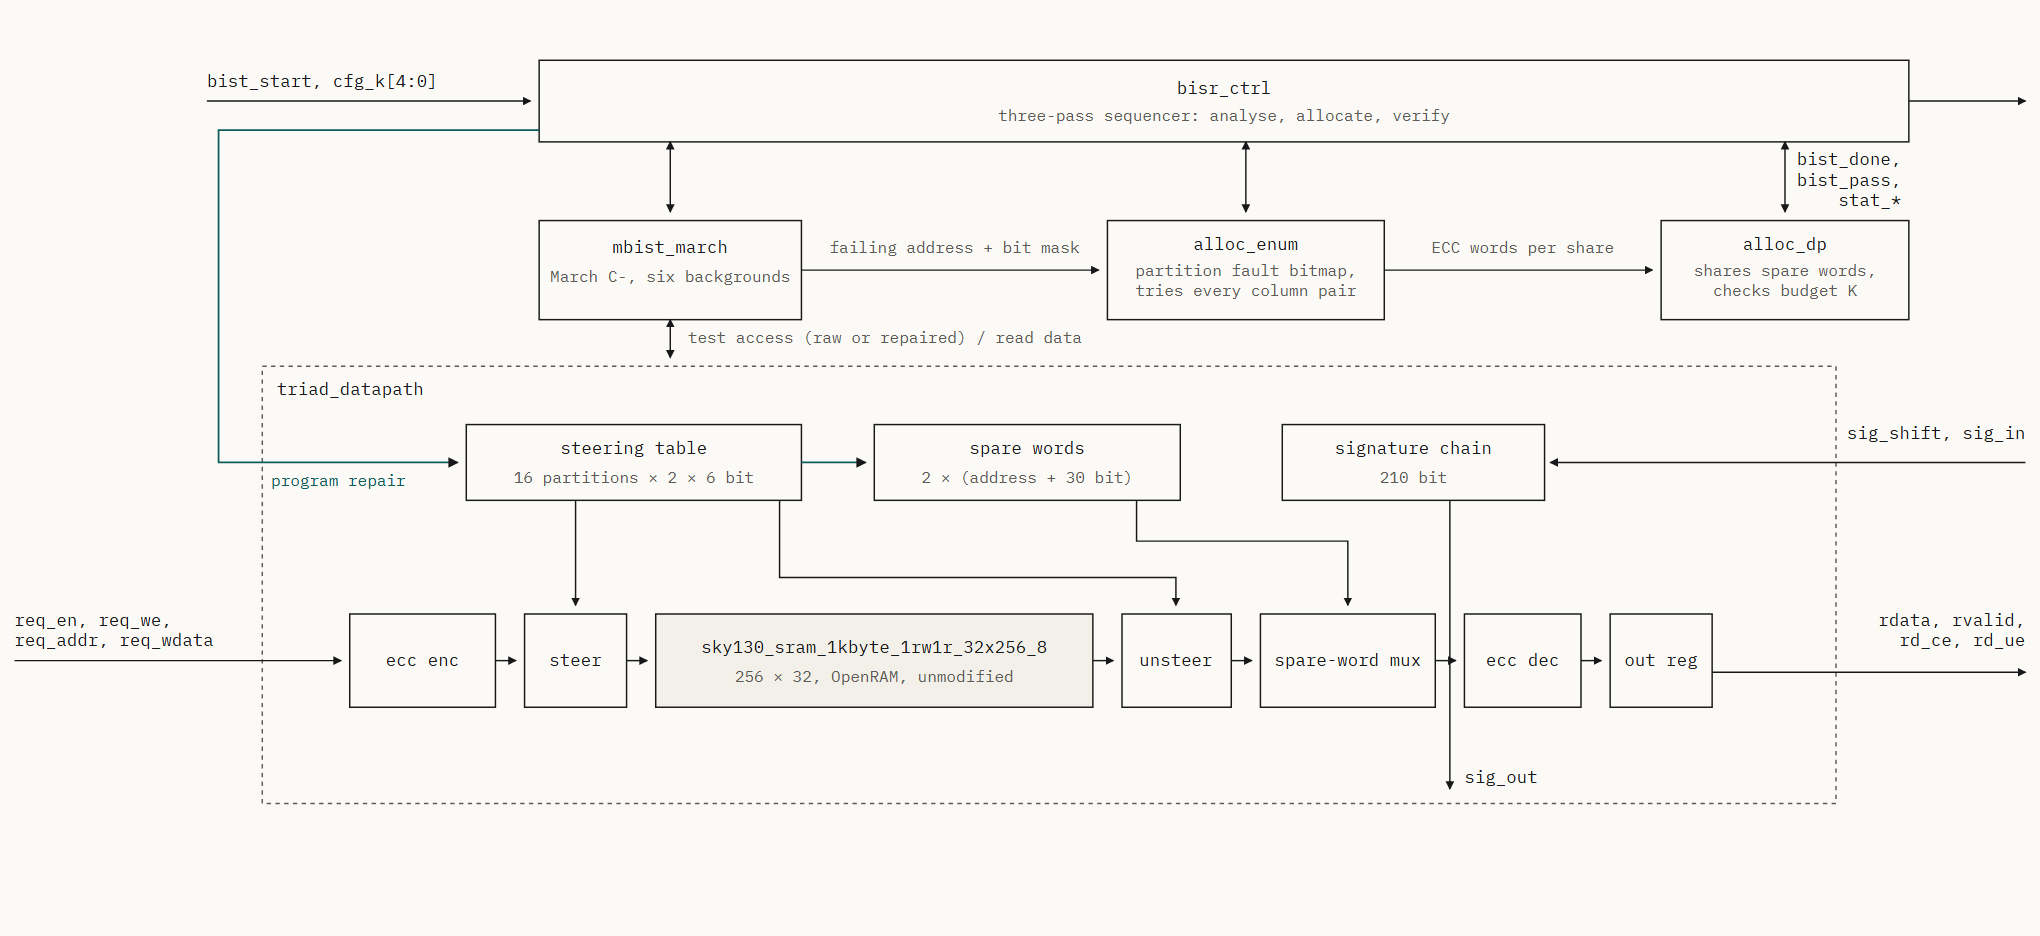 bist_start, cfg_k[4:0]
bisr_ctrl
three-pass sequencer: analyse, allocate, verify
bist_done,
bist_pass,
stat_*
mbist_march
March C-, six backgrounds
failing address + bit mask
alloc_enum
partition fault bitmap,
tries every column pair
ECC words per share
alloc_dp
shares spare words,
checks budget K
test access (raw or repaired) / read data
triad_datapath
steering table
16 partitions × 2 × 6 bit
spare words
2 × (address + 30 bit)
signature chain
210 bit
sig_shift, sig_in
program repair
req_en, req_we,
req_addr, req_wdata
ecc enc
steer
sky130_sram_1kbyte_1rw1r_32x256_8
256 × 32, OpenRAM, unmodified
unsteer
spare-word mux
ecc dec
out reg
rdata, rvalid,
rd_ce, rd_ue
sig_out